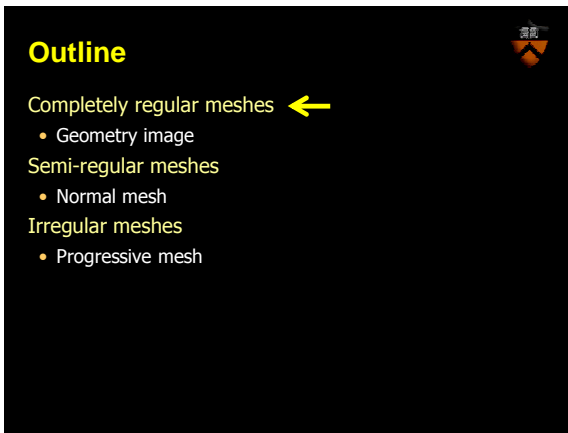 Outline
Completely regular meshes
• Geometry image
Semi-regular meshes
• Normal mesh
Irregular meshes
• Progressive mesh